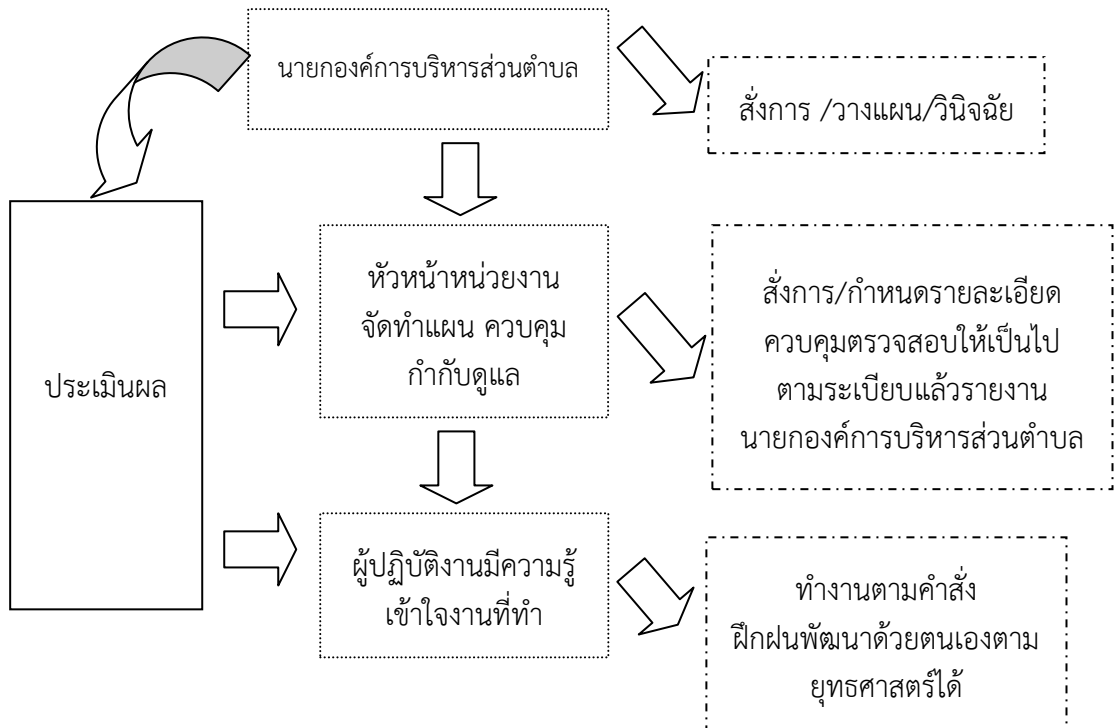 นายกองค์การบริหารส่วนตำบล
สั่งการ /วางแผน/วินิจฉัย
หัวหน้าหน่วยงาน
จัดทำแผน ควบคุม
กำกับดูแล
สั่งการ/กำหนดรายละเอียด
ควบคุมตรวจสอบให้เป็นไป
ตามระเบียบแล้วรายงาน
นายกองค์การบริหารส่วนตำบล
ประเมินผล
ผู้ปฏิบัติงานมีความรู้
เข้าใจงานที่ทำ
ทำงานตามคำสั่ง
ฝึกฝนพัฒนาด้วยตนเองตาม
ยุทธศาสตร์ได้